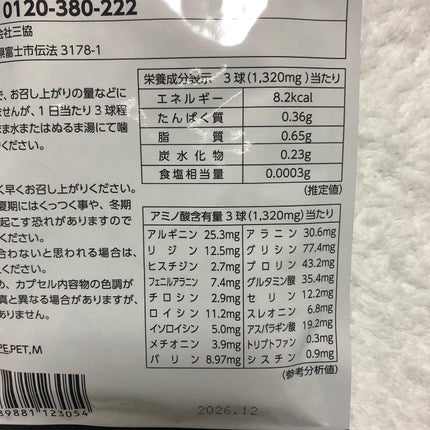 0120-380-222
会社三協
県富士市伝法 3178-1
で、お召し上がりの量などに
ませんが、1日当たり3球程
ま水またはぬるま湯にて噛
ください。
く早くお召し上がりください。
夏期にはくっつく事や、冬期
起こす恐れがありますので
ださい。
合わないと思われる場合は、
い。
め、カプセル内容物の色調が
真と異なる場合がありますが、
ありません。
PE,PET,M
89881123054
栄養成分表示 3球(1,320mg)当たり
エネルギー 8.2kcal
たんぱく質 0.36g
脂質 0.65g
炭水化物 0.23g
食塩相当量 0.0003g
(推定値)
アミノ酸含有量3球(1,320mg)当たり
アルギニン 25.3mg アラニン 30.6mg
リジン 12.5mg グリシン 77.4mg
ヒスチジン 2.7mg プロリン 43.2mg
フェニルアラニン 7.4mg グルタミン酸 35.4mg
チロシン 2.9mg セリン 12.2mg
ロイシン 11.2mg スレオニン 6.8mg
イソロイシン 5.0mg アスパラギン酸 19.2mg
メチオニン 3.9mg トリプトファン 0.3mg
バリン 8.97mg シスチン 0.9mg
(参考分析値)
2026.12